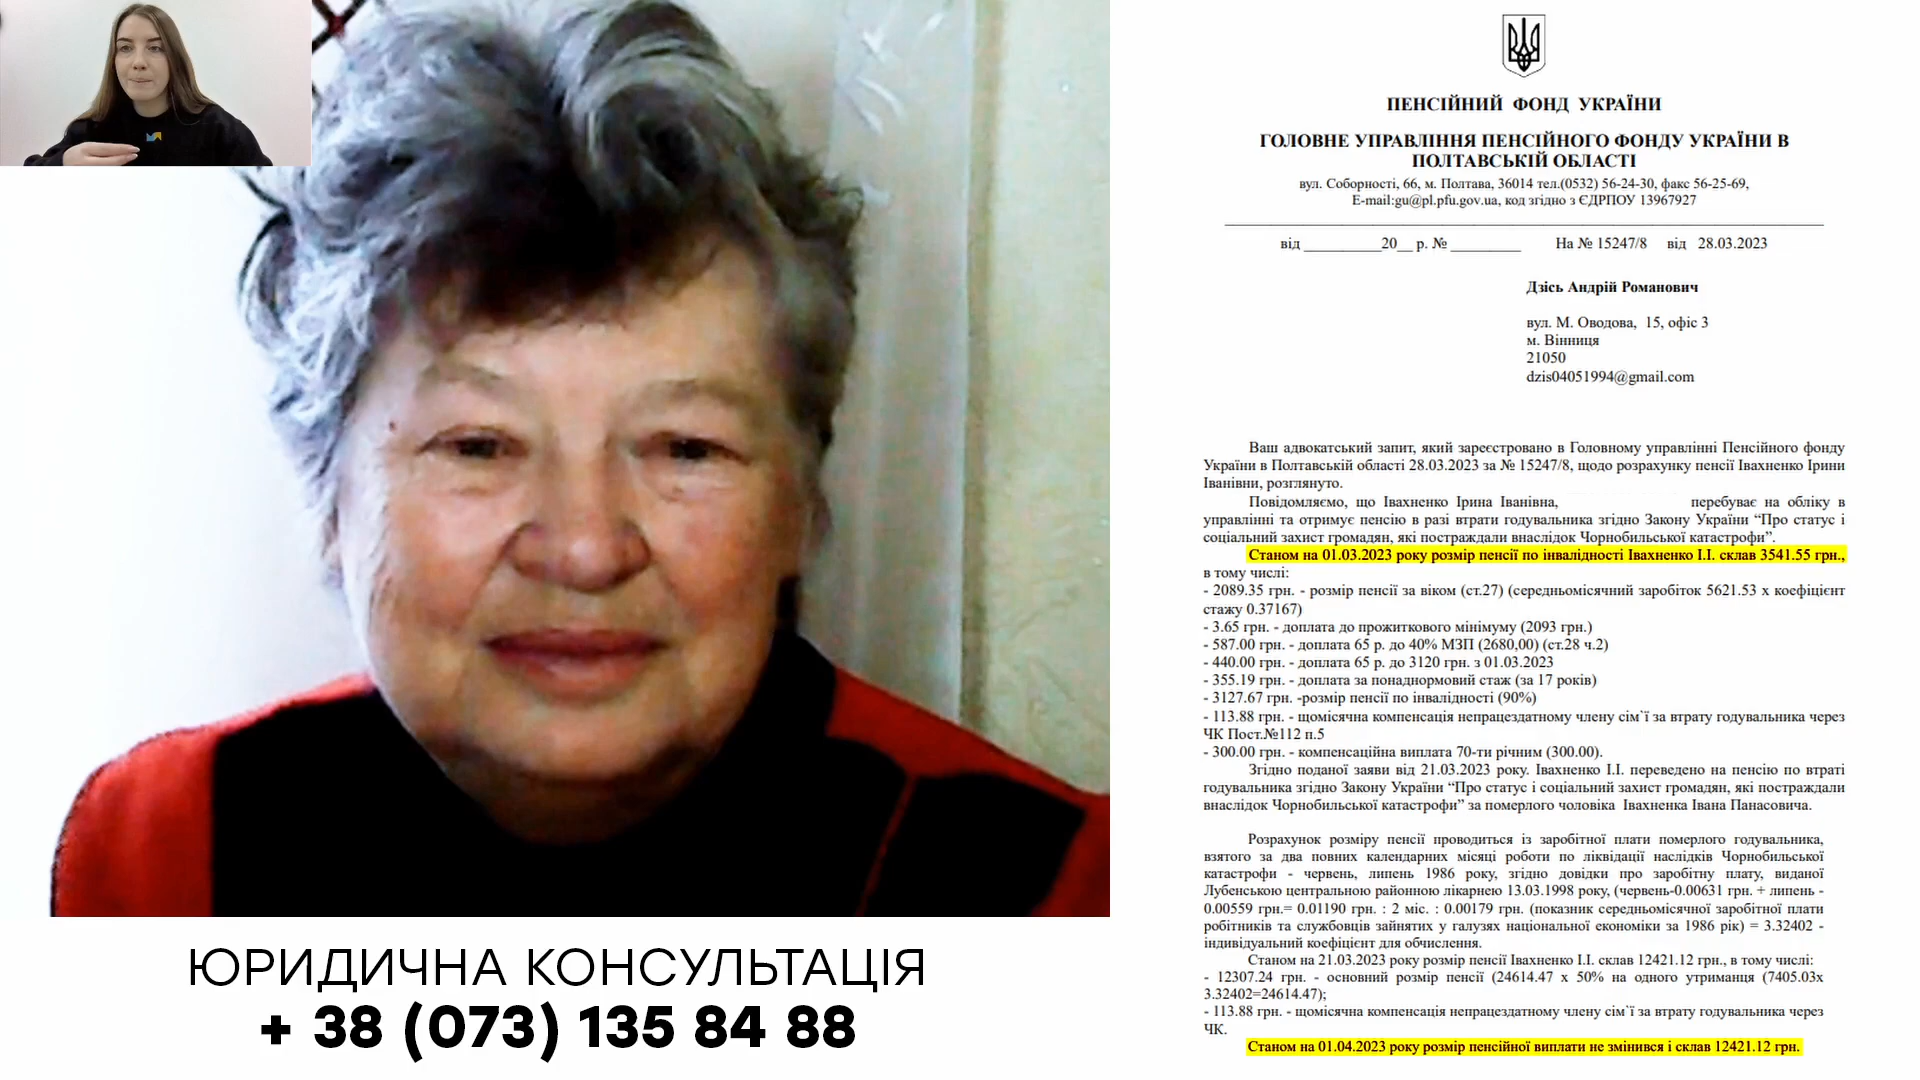 ЮРИДИЧНА КОНСУЛЬТАЦІЯ
+ 38 (073) 135 84 88
ПЕНСІЙНИЙ ФОНД УКРАЇНИ
ГОЛОВНЕ УПРАВЛІННЯ ПЕНСІЙНОГО ФОНДУ УКРАЇНИ В
ПОЛТАВСЬКІЙ ОБЛАСТІ
вул. Соборності, 66, м. Полтава, 36014 тел.(0532) 56-24-30, факс 56-25-69,
E-mail:gu@pl.pfu.gov.ua, код згідно з ЄДРПОУ 13967927
від __________20__ р. № _________ На № 15247/8 від 28.03.2023
Дзісь Андрій Романович
вул. М. Оводова, 15, офіс 3
м. Вінниця
21050
dzis04051994@gmail.com
Ваш адвокатський запит, який зареєстровано в Головному управлінні Пенсійного фонду
України в Полтавській області 28.03.2023 за № 15247/8, щодо розрахунку пенсії Івахненко Ірини
Іванівни, розглянуто.
Повідомляємо, що Івахненко Ірина Іванівна, перебуває на обліку в
управлінні та отримує пенсію в разі втрати годувальника згідно Закону України “Про статус і
соціальний захист громадян, які постраждали внаслідок Чорнобильської катастрофи”.
Станом на 01.03.2023 року розмір пенсії по інвалідності Івахненко І.І. склав 3541.55 грн.,
в тому числі:
- 2089.35 грн. - розмір пенсії за віком (ст.27) (середньомісячний заробіток 5621.53 х коефіцієнт
стажу 0.37167)
- 3.65 грн. - доплата до прожиткового мінімуму (2093 грн.)
- 587.00 грн. - доплата 65 р. до 40% МЗП (2680,00) (ст.28 ч.2)
- 440.00 грн. - доплата 65 р. до 3120 грн. з 01.03.2023
- 355.19 грн. - доплата за понаднормовий стаж (за 17 років)
- 3127.67 грн. -розмір пенсії по інвалідності (90%)
- 113.88 грн. - щомісячна компенсація непрацездатному члену сім`ї за втрату годувальника через
ЧК Пост.№112 п.5
- 300.00 грн. - компенсаційна виплата 70-ти річним (300.00).
Згідно поданої заяви від 21.03.2023 року. Івахненко І.І. переведено на пенсію по втраті
годувальника згідно Закону України “Про статус і соціальний захист громадян, які постраждали
внаслідок Чорнобильської катастрофи” за померлого чоловіка Івахненка Івана Панасовича.
Розрахунок розміру пенсії проводиться із заробітної плати померлого годувальника,
взятого за два повних календарних місяці роботи по ліквідації наслідків Чорнобильської
катастрофи - червень, липень 1986 року, згідно довідки про заробітну плату, виданої
Лубенською центральною районною лікарнею 13.03.1998 року, (червень-0.00631 грн. + липень -
0.00559 грн.= 0.01190 грн. : 2 міс. : 0.00179 грн. (показник середньомісячної заробітної плати
робітників та службовців зайнятих у галузях національної економіки за 1986 рік) = 3.32402 -
індивідуальний коефіцієнт для обчислення.
Станом на 21.03.2023 року розмір пенсії Івахненко І.І. склав 12421.12 грн., в тому числі:
- 12307.24 грн. - основний розмір пенсії (24614.47 х 50% на одного утриманця (7405.03х
3.32402=24614.47);
- 113.88 грн. - щомісячна компенсація непрацездатному члену сім`ї за втрату годувальника через
ЧК.
Станом на 01.04.2023 року розмір пенсійної виплати не змінився і склав 12421.12 грн.